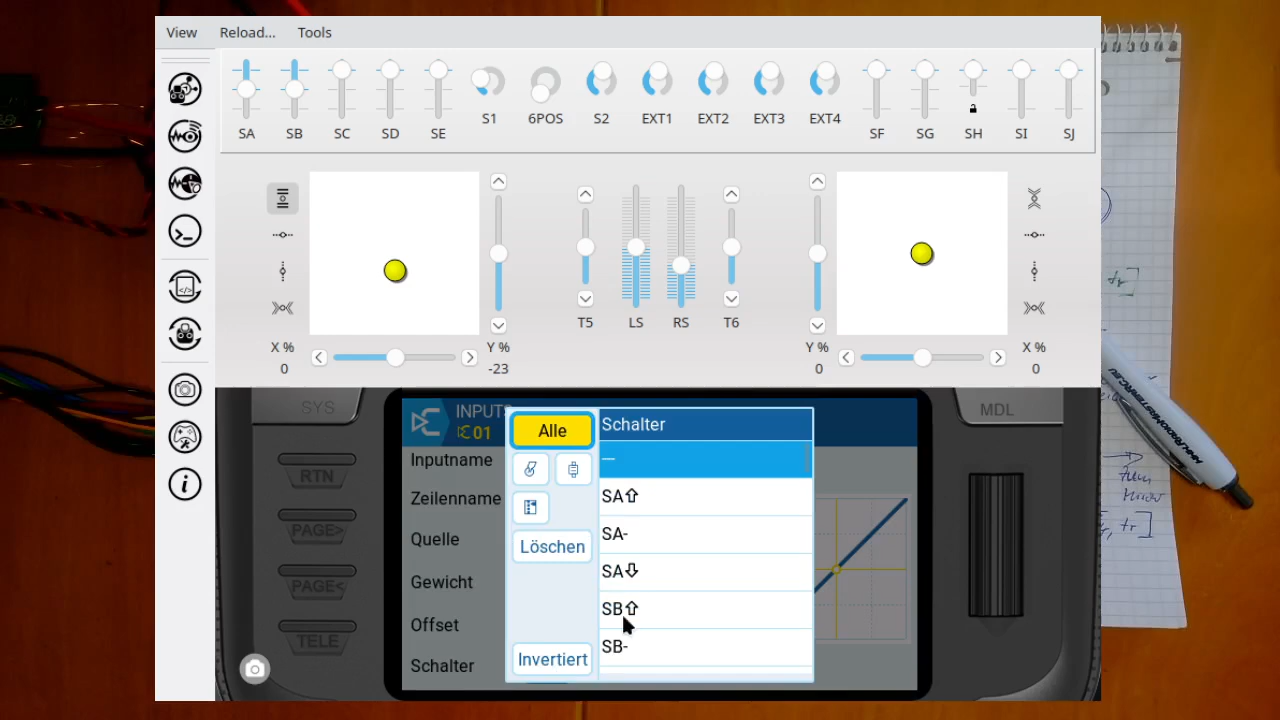 View Reload... Tools
SA SB SC SD SE S1 6POS S2 EXT1 EXT2 EXT3 EXT4 SF SG SH SI SJ
T5 LS RS T6
X % Y % Y % X %
0 -23 0 0
SYS MDL
INPUTS
01
Alle
Schalter
Inputname
—
RTN
Zeilenname
SA⇧
PAGE>
Quelle
SA-
Löschen
PAGE<
Gewicht
SA⇩
TELE
Offset
SB⇧
Schalter
Invertiert
SB-